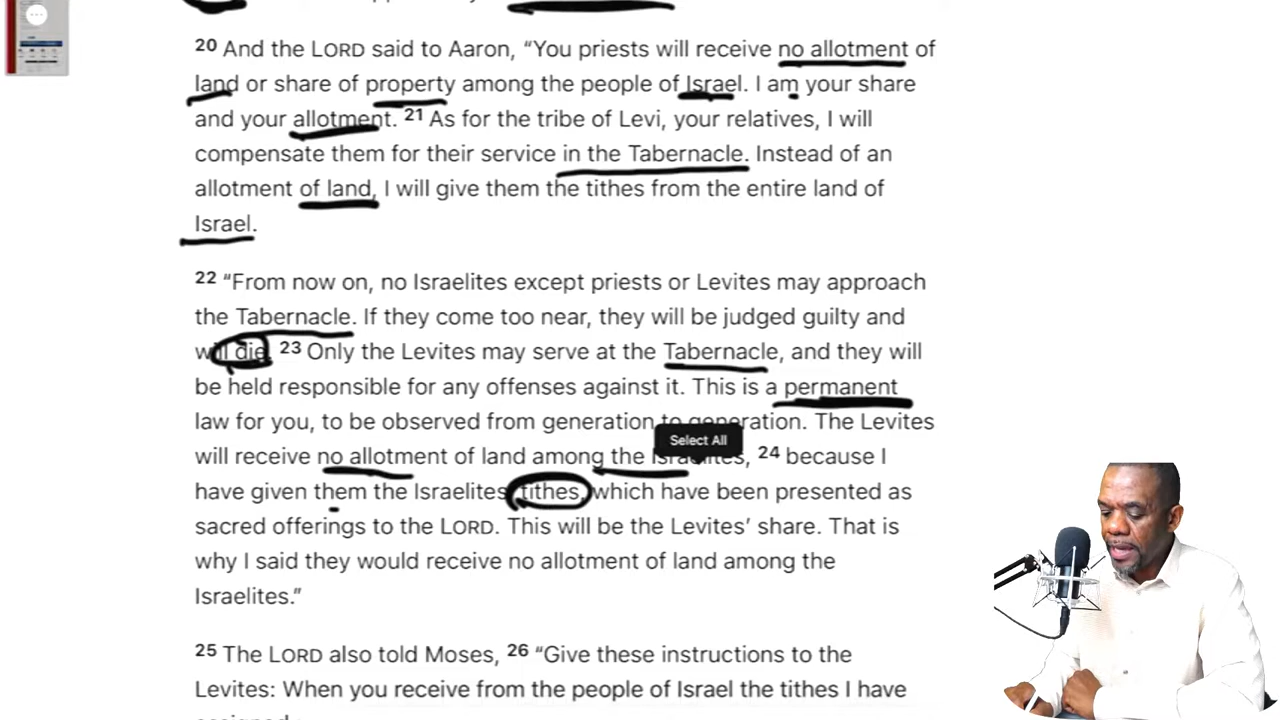 20 And the LORD said to Aaron, “You priests will receive no allotment of
land or share of property among the people of Israel. I am your share
and your allotment. 21 As for the tribe of Levi, your relatives, I will
compensate them for their service in the Tabernacle. Instead of an
allotment of land, I will give them the tithes from the entire land of
Israel.
22 “From now on, no Israelites except priests or Levites may approach
the Tabernacle. If they come too near, they will be judged guilty and
will die. 23 Only the Levites may serve at the Tabernacle, and they will
be held responsible for any offenses against it. This is a permanent
law for you, to be observed from generation to generation. The Levites
Select All
will receive no allotment of land among the Israelites, 24 because I
have given them the Israelites’ tithes, which have been presented as
sacred offerings to the LORD. This will be the Levites’ share. That is
why I said they would receive no allotment of land among the
Israelites.”
25 The LORD also told Moses, 26 “Give these instructions to the
Levites: When you receive from the people of Israel the tithes I have